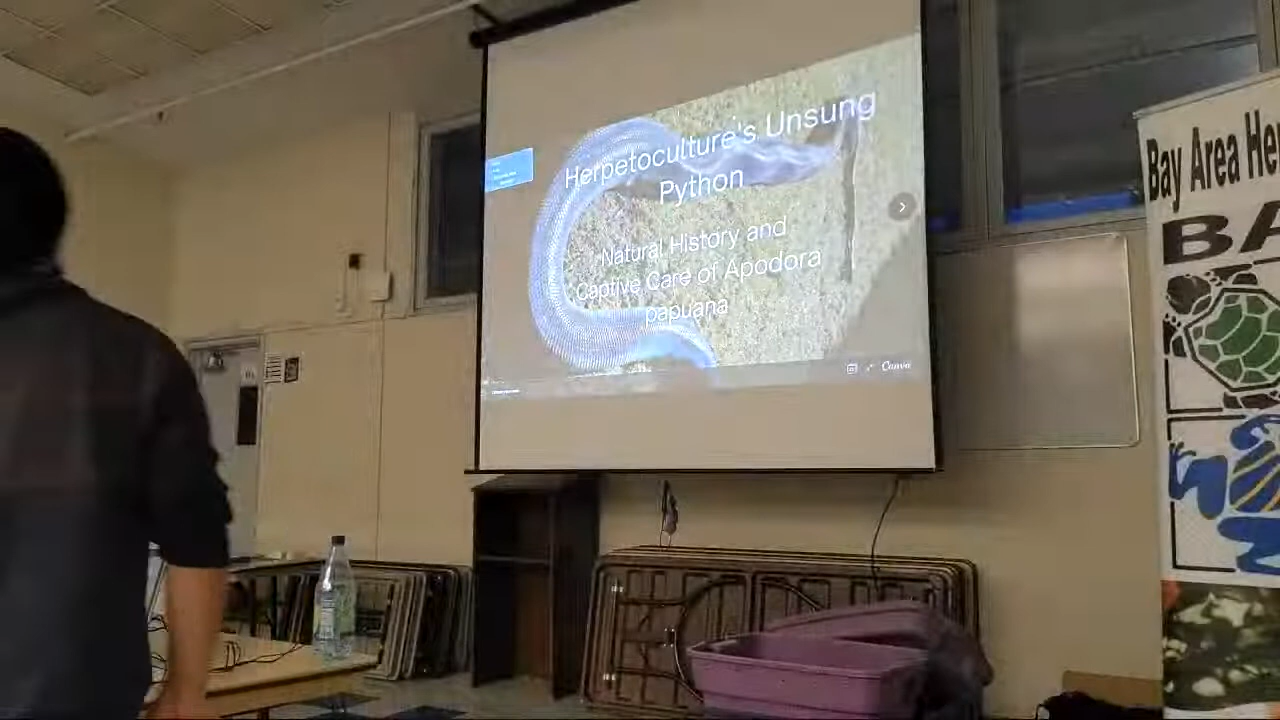 Herpetoculture's Unsung
Python
Natural History and
Captive Care of Apodora
papuana
Canva
Bay Area He
BA